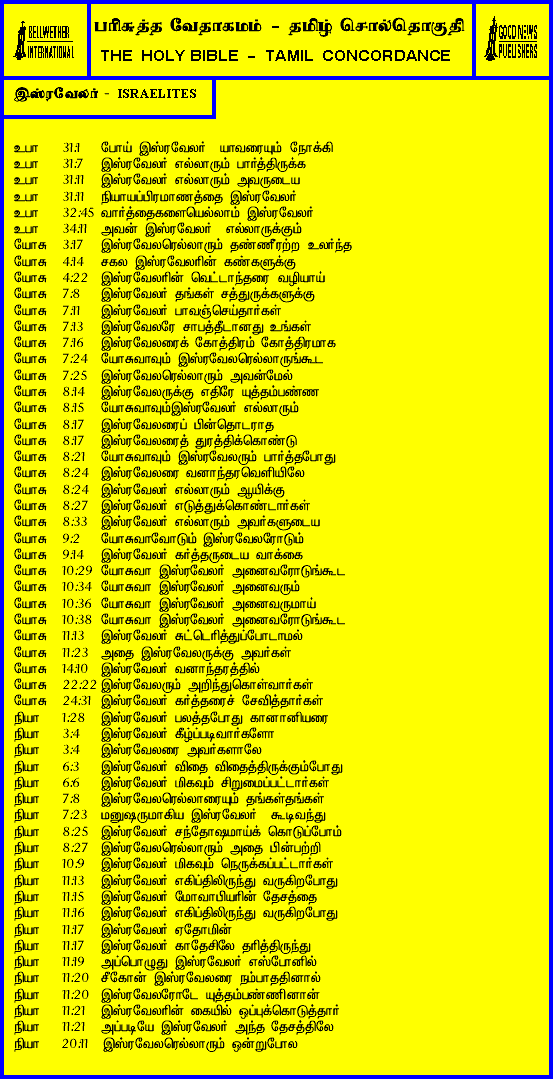 BELLWETHER
INTERNATIONAL
பரிசுத்த வேதாகமம் - தமிழ் சொல்தொகுதி
THE HOLY BIBLE - TAMIL CONCORDANCE
GOOD NEWS
PUBLISHERS
இஸ்ரவேலர் - ISRAELITES
உபா 31:1 போய் இஸ்ரவேலர் யாவரையும் நோக்கி
உபா 31:7 இஸ்ரவேலர் எல்லாரும் பார்த்திருக்க
உபா 31:11 இஸ்ரவேலர் எல்லாரும் அவருடைய
உபா 31:11 நியாயப்பிரமாணத்தை இஸ்ரவேலர்
உபா 32:45 வார்த்தைகளையெல்லாம் இஸ்ரவேலர்
உபா 34:11 அவன் இஸ்ரவேலர் எல்லாருக்கும்
யோசு 3:17 இஸ்ரவேலரெல்லாரும் தண்ணீரற்ற உலர்ந்த
யோசு 4:14 சகல இஸ்ரவேலரின் கண்களுக்கு
யோசு 4:22 இஸ்ரவேலரின் வெட்டாந்தரை வழியாய்
யோசு 7:8 இஸ்ரவேலர் தங்கள் சத்துருக்களுக்கு
யோசு 7:11 இஸ்ரவேலர் பாவஞ்செய்தார்கள்
யோசு 7:13 இஸ்ரவேலரே சாபத்தீடானது உங்கள்
யோசு 7:16 இஸ்ரவேலரைக் கோத்திரம் கோத்திரமாக
யோசு 7:24 யோசுவாவும் இஸ்ரவேலரெல்லாருங்கூட
யோசு 7:25 இஸ்ரவேலரெல்லாரும் அவன்மேல்
யோசு 8:14 இஸ்ரவேலருக்கு எதிரே யுத்தம்பண்ண
யோசு 8:15 யோசுவாவும்இஸ்ரவேலர் எல்லாரும்
யோசு 8:17 இஸ்ரவேலரைப் பின்தொடராத
யோசு 8:17 இஸ்ரவேலரைத் துரத்திக்கொண்டு
யோசு 8:21 யோசுவாவும் இஸ்ரவேலரும் பார்த்தபோது
யோசு 8:24 இஸ்ரவேலரை வனாந்தரவெளியிலே
யோசு 8:24 இஸ்ரவேலர் எல்லாரும் ஆயிக்கு
யோசு 8:27 இஸ்ரவேலர் எடுத்துக்கொண்டார்கள்
யோசு 8:33 இஸ்ரவேலர் எல்லாரும் அவர்களுடைய
யோசு 9:2 யோசுவாவோடும் இஸ்ரவேலரோடும்
யோசு 9:14 இஸ்ரவேலர் கர்த்தருடைய வாக்கை
யோசு 10:29 யோசுவா இஸ்ரவேலர் அனைவரோடுங்கூட
யோசு 10:34 யோசுவா இஸ்ரவேலர் அனைவரும்
யோசு 10:36 யோசுவா இஸ்ரவேலர் அனைவருமாய்
யோசு 10:38 யோசுவா இஸ்ரவேலர் அனைவரோடுங்கூட
யோசு 11:13 இஸ்ரவேலர் சுட்டெரித்துப்போடாமல்
யோசு 11:23 அதை இஸ்ரவேலருக்கு அவர்கள்
யோசு 14:10 இஸ்ரவேலர் வனாந்தரத்தில்
யோசு 22:22 இஸ்ரவேலரும் அறிந்துகொள்வார்கள்
யோசு 24:31 இஸ்ரவேலர் கர்த்தரைச் சேவித்தார்கள்
நியா 1:28 இஸ்ரவேலர் பலத்தபோது கானானியரை
நியா 3:4 இஸ்ரவேலர் கீழ்ப்படிவார்களோ
நியா 3:4 இஸ்ரவேலரை அவர்களாலே
நியா 6:3 இஸ்ரவேலர் விதை விதைத்திருக்கும்போது
நியா 6:6 இஸ்ரவேலர் மிகவும் சிறுமைப்பட்டார்கள்
நியா 7:8 இஸ்ரவேலரெல்லாரையும் தங்கள்தங்கள்
நியா 7:23 மனுஷருமாகிய இஸ்ரவேலர் கூடிவந்து
நியா 8:25 இஸ்ரவேலர் சந்தோஷமாய்க் கொடுப்போம்
நியா 8:27 இஸ்ரவேலரெல்லாரும் அதை பின்பற்றி
நியா 10:9 இஸ்ரவேலர் மிகவும் நெருக்கப்பட்டார்கள்
நியா 11:13 இஸ்ரவேலர் எகிப்திலிருந்து வருகிறபோது
நியா 11:15 இஸ்ரவேலர் மோவாபியரின் தேசத்தை
நியா 11:16 இஸ்ரவேலர் எகிப்திலிருந்து வருகிறபோது
நியா 11:17 இஸ்ரவேலர் ஏதோமின்
நியா 11:17 இஸ்ரவேலர் காதேசிலே தரித்திருந்து
நியா 11:19 அப்பொழுது இஸ்ரவேலர் எஸ்போனில்
நியா 11:20 சீகோன் இஸ்ரவேலரை நம்பாததினால்
நியா 11:20 இஸ்ரவேலரோடே யுத்தம்பண்ணினான்
நியா 11:21 இஸ்ரவேலரின் கையில் ஒப்புக்கொடுத்தார்
நியா 11:21 அப்படியே இஸ்ரவேலர் அந்த தேசத்திலே
நியா 20:11 இஸ்ரவேலரெல்லாரும் ஒன்றுபோல